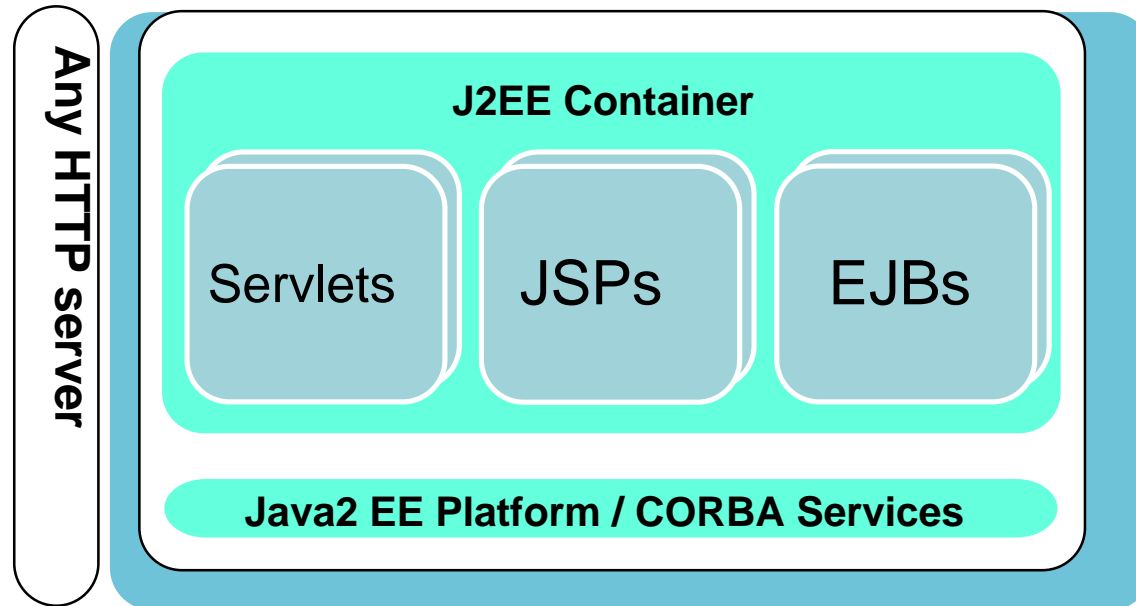 Any HTTP server
J2EE Container
Servlets
JSPs
EJBs
Java2 EE Platform / CORBA Services